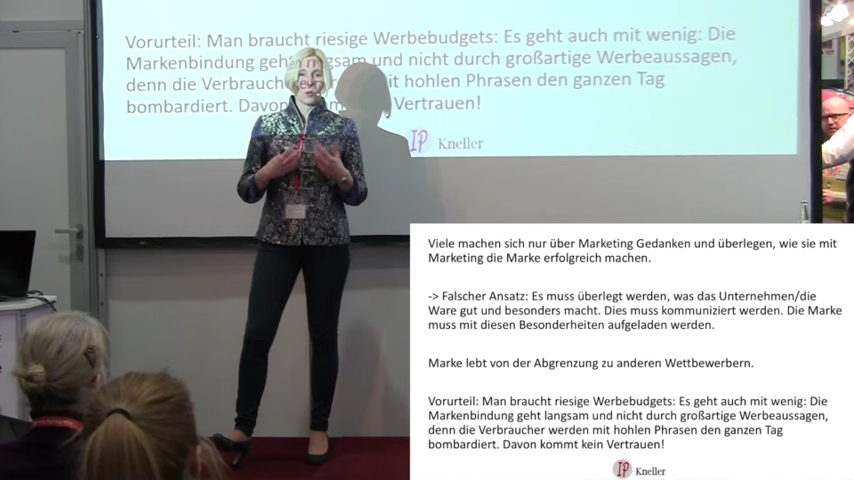 Vorurteil: Man braucht riesige Werbebudgets: Es geht auch mit wenig: Die
Markenbindung geht langsam und nicht durch großartige Werbeaussagen,
denn die Verbraucher mit hohlen Phrasen den ganzen Tag
bombardiert. Davon Vertrauen!
IP Kneller
Viele machen sich nur über Marketing Gedanken und überlegen, wie sie mit
Marketing die Marke erfolgreich machen.
-> Falscher Ansatz: Es muss überlegt werden, was das Unternehmen/die
Ware gut und besonders macht. Dies muss kommuniziert werden. Die Marke
muss mit diesen Besonderheiten aufgeladen werden.
Marke lebt von der Abgrenzung zu anderen Wettbewerbern.
Vorurteil: Man braucht riesige Werbebudgets: Es geht auch mit wenig: Die
Markenbindung geht langsam und nicht durch großartige Werbeaussagen,
denn die Verbraucher werden mit hohlen Phrasen den ganzen Tag
bombardiert. Davon kommt kein Vertrauen!
IP Kneller